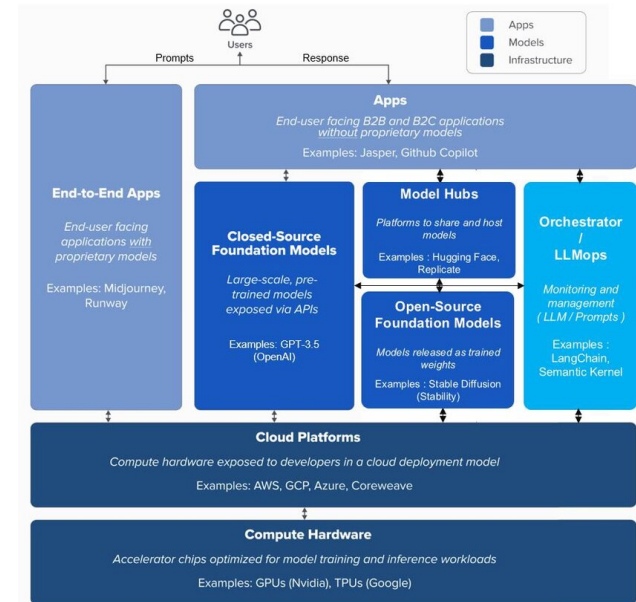 Users
Prompts
Response
Apps
Models
Infrastructure
Apps
End-user facing B2B and B2C applications
without proprietary models
Examples: Jasper, Github Copilot
End-to-End Apps
End-user facing
applications with
proprietary models
Examples: Midjourney,
Runway
Closed-Source
Foundation Models
Large-scale, pre-
trained models
exposed via APIs
Examples: GPT-3.5
(OpenAI)
Model Hubs
Platforms to share and host
models
Examples : Hugging Face,
Replicate
Open-Source
Foundation Models
Models released as trained
weights
Examples : Stable Diffusion
(Stability)
Orchestrator
/
LLMops
Monitoring and
management
( LLM / Prompts )
Examples :
LangChain,
Semantic Kernel
Cloud Platforms
Compute hardware exposed to developers in a cloud deployment model
Examples: AWS, GCP, Azure, Coreweave
Compute Hardware
Accelerator chips optimized for model training and inference workloads
Examples: GPUs (Nvidia), TPUs (Google)